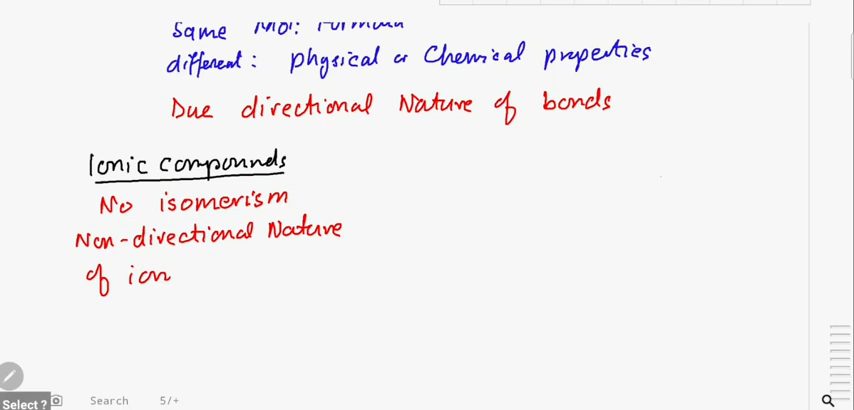 Same Mol: Formula
different: physical or Chemical properties
Due directional Nature of bonds
Ionic compounds
No isomerism
Non-directional Nature
of ion
Select ?
Search 5/+